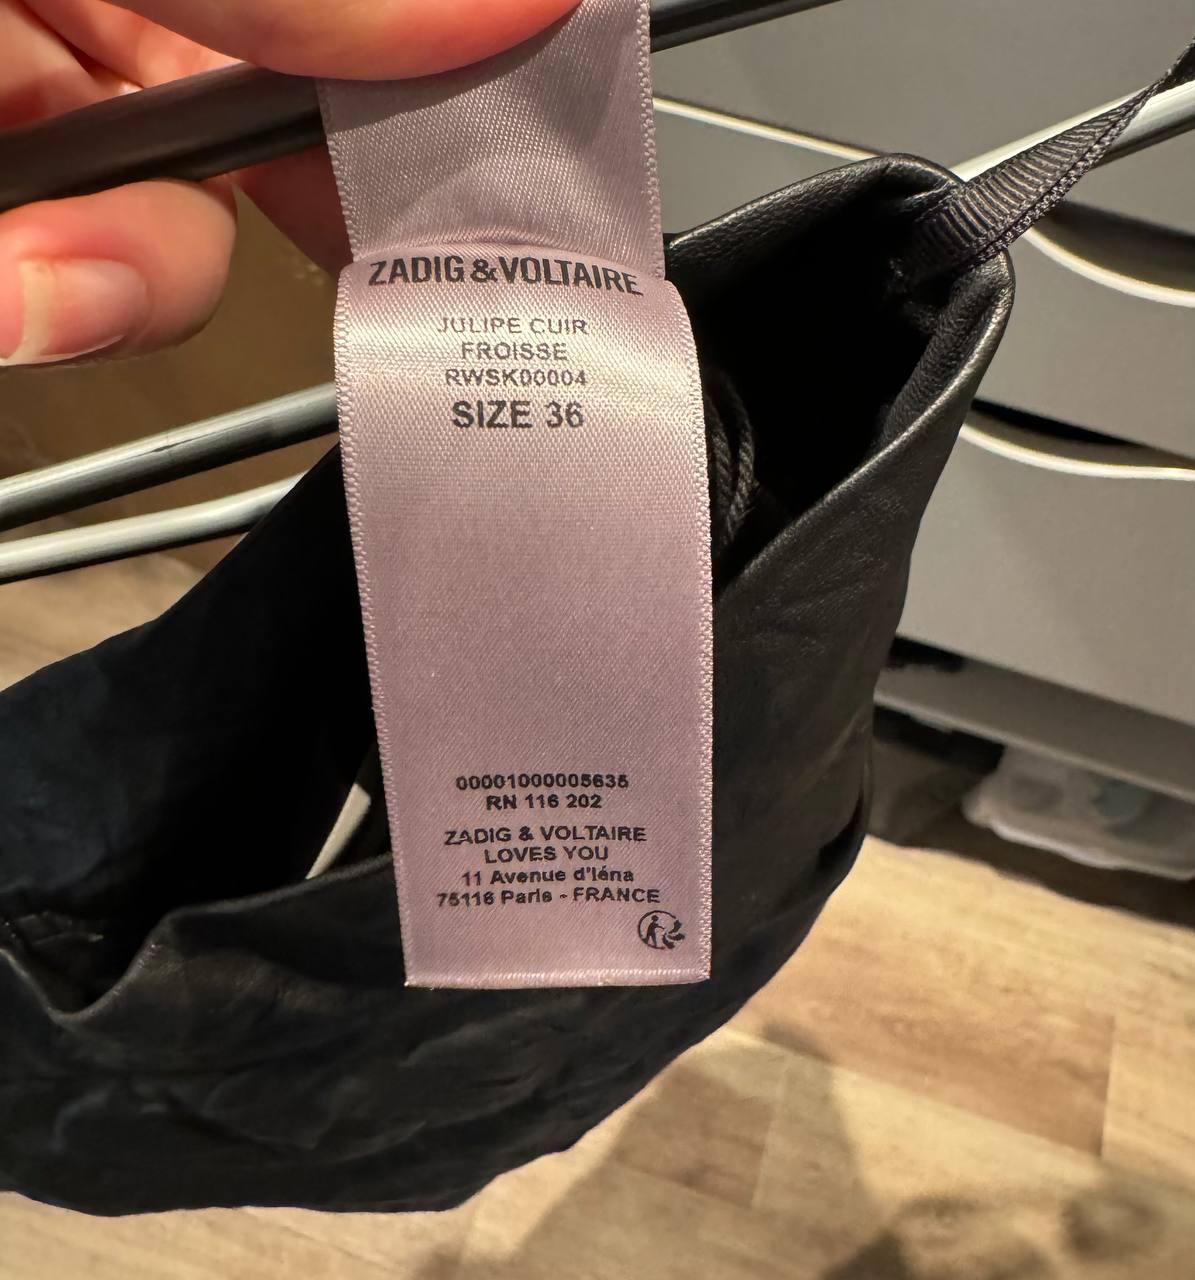 ZADIG & VOLTAIRE
JULIPE CUIR
FROISSE
RWSK00004
SIZE 36
00001000005635
RN 116 202
ZADIG & VOLTAIRE
LOVES YOU
11 Avenue d'Iéna
75116 Paris - FRANCE